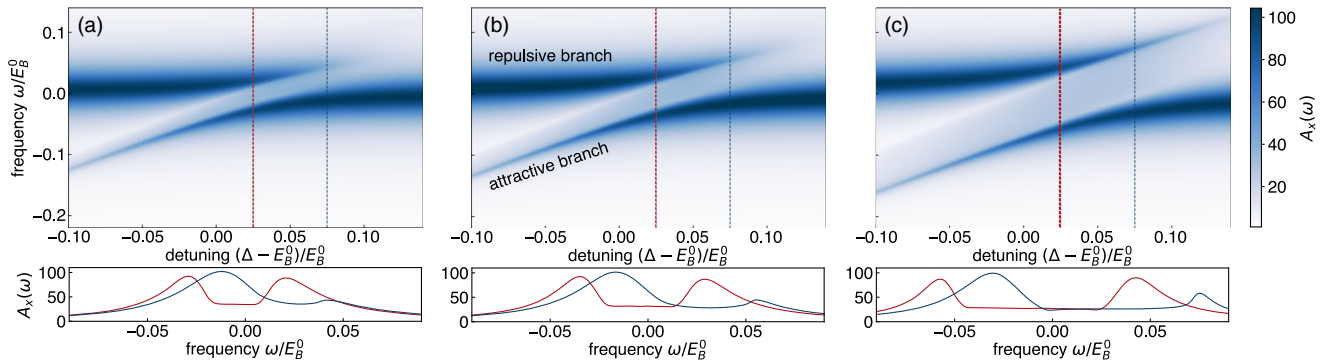 (a)
(b)
repulsive branch
attractive branch
(c)
frequency ω/E_B^0
0.1
0.0
−0.1
−0.2
−0.10 −0.05 0.00 0.05 0.10
detuning (Δ − E_B^0)/E_B^0
−0.10 −0.05 0.00 0.05 0.10
detuning (Δ − E_B^0)/E_B^0
−0.10 −0.05 0.00 0.05 0.10
detuning (Δ − E_B^0)/E_B^0
100
80
60
40
20
A_x(ω)
A_x(ω)
100
50
0
−0.05 0.00 0.05
frequency ω/E_B^0
100
50
0
−0.05 0.00 0.05
frequency ω/E_B^0
100
50
0
−0.05 0.00 0.05
frequency ω/E_B^0